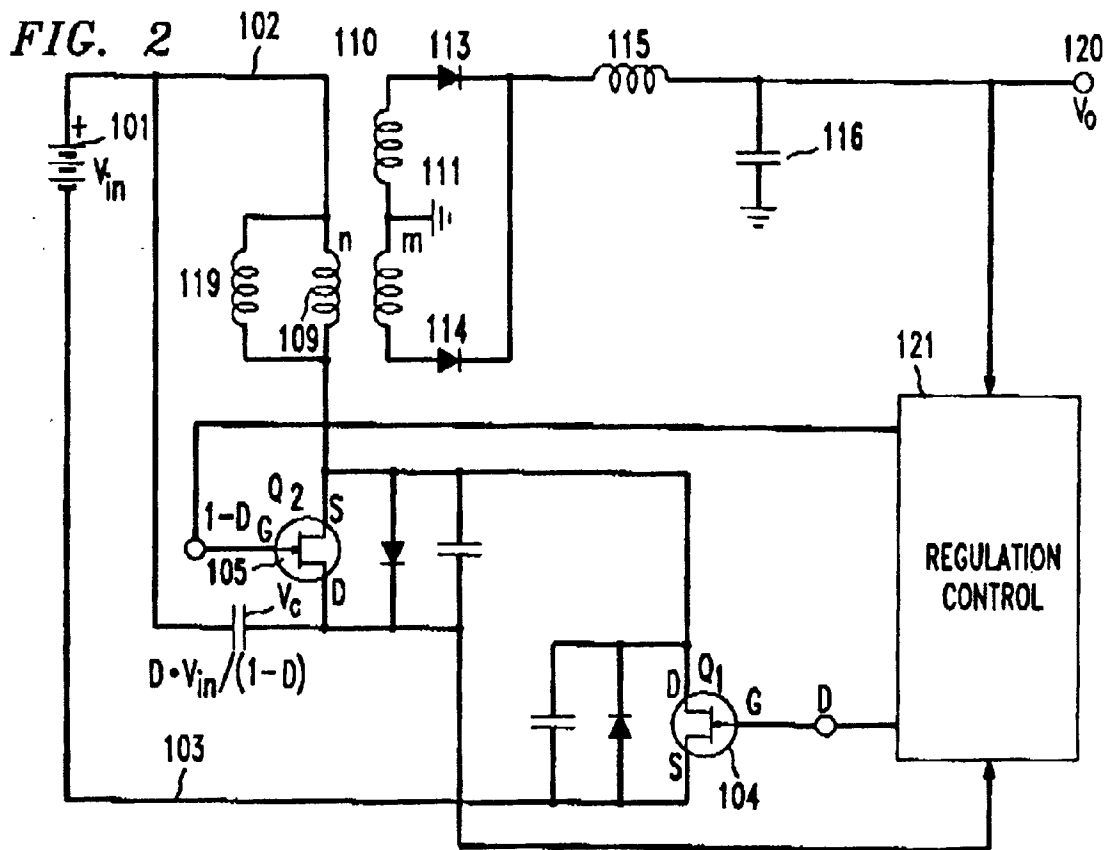 FIG. 2
102
110
113
115
120
V0
+
101
Vin
116
111
n
m
119
109
114
121
Q2
S
1-D
G
105
D
Vc
D•Vin/(1-D)
REGULATION
CONTROL
D
Q1
G
D
S
104
103